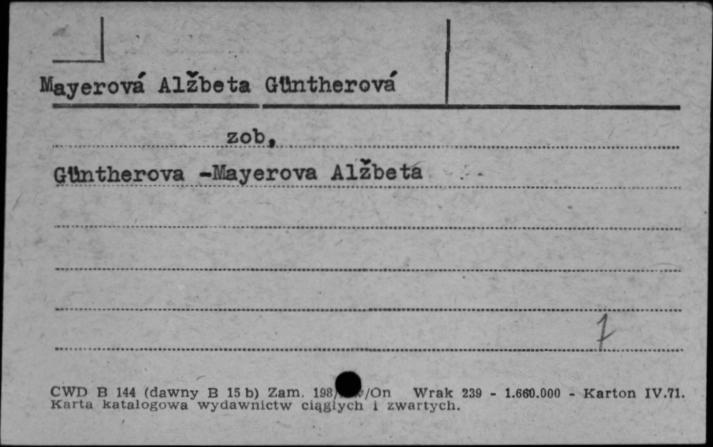 Mayerová Alžbeta Güntherová
zob,
Güntherova -Mayerova Alžbeta
7
CWD B 144 (dawny B 15 b) Zam. 198 /On Wrak 239 - 1.660.000 - Karton IV.71.
Karta katalogowa wydawnictw ciągłych i zwartych.